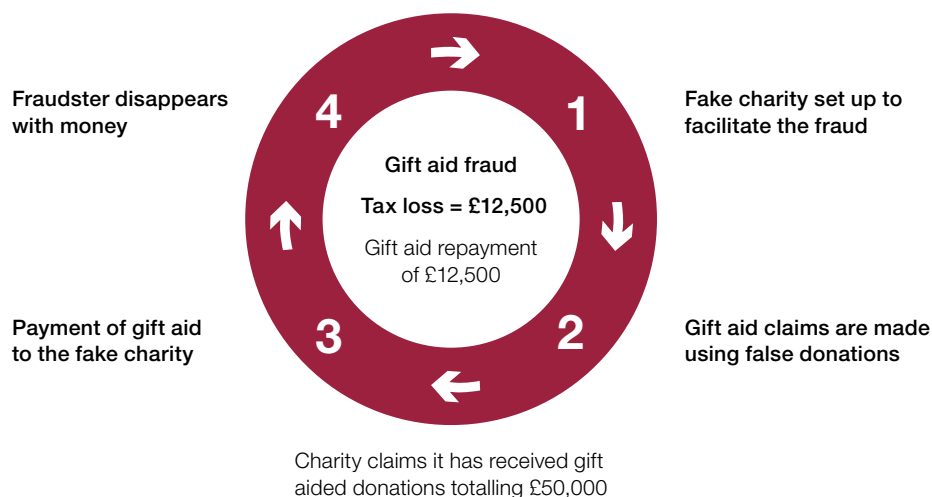 4
1
Fraudster disappears
with money
Fake charity set up to
facilitate the fraud
Gift aid fraud
Tax loss = £12,500
Gift aid repayment
of £12,500
Payment of gift aid
to the fake charity
3
2
Gift aid claims are made
using false donations
Charity claims it has received gift
aided donations totalling £50,000